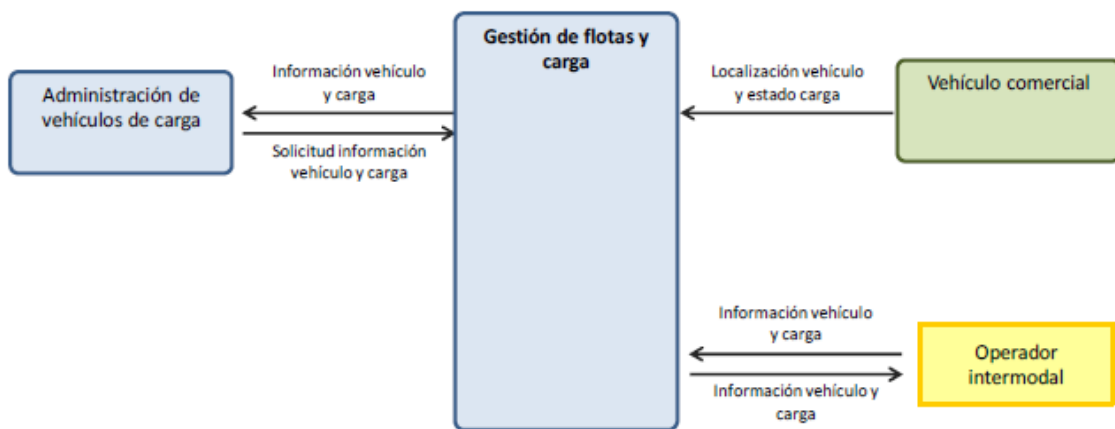 Gestión de flotas y
carga
Información vehículo
y carga
Localización vehículo
y estado carga
Administración de
vehículos de carga
Vehículo comercial
Solicitud información
vehículo y carga
Información vehículo
y carga
Operador
intermodal
Información vehículo y
carga